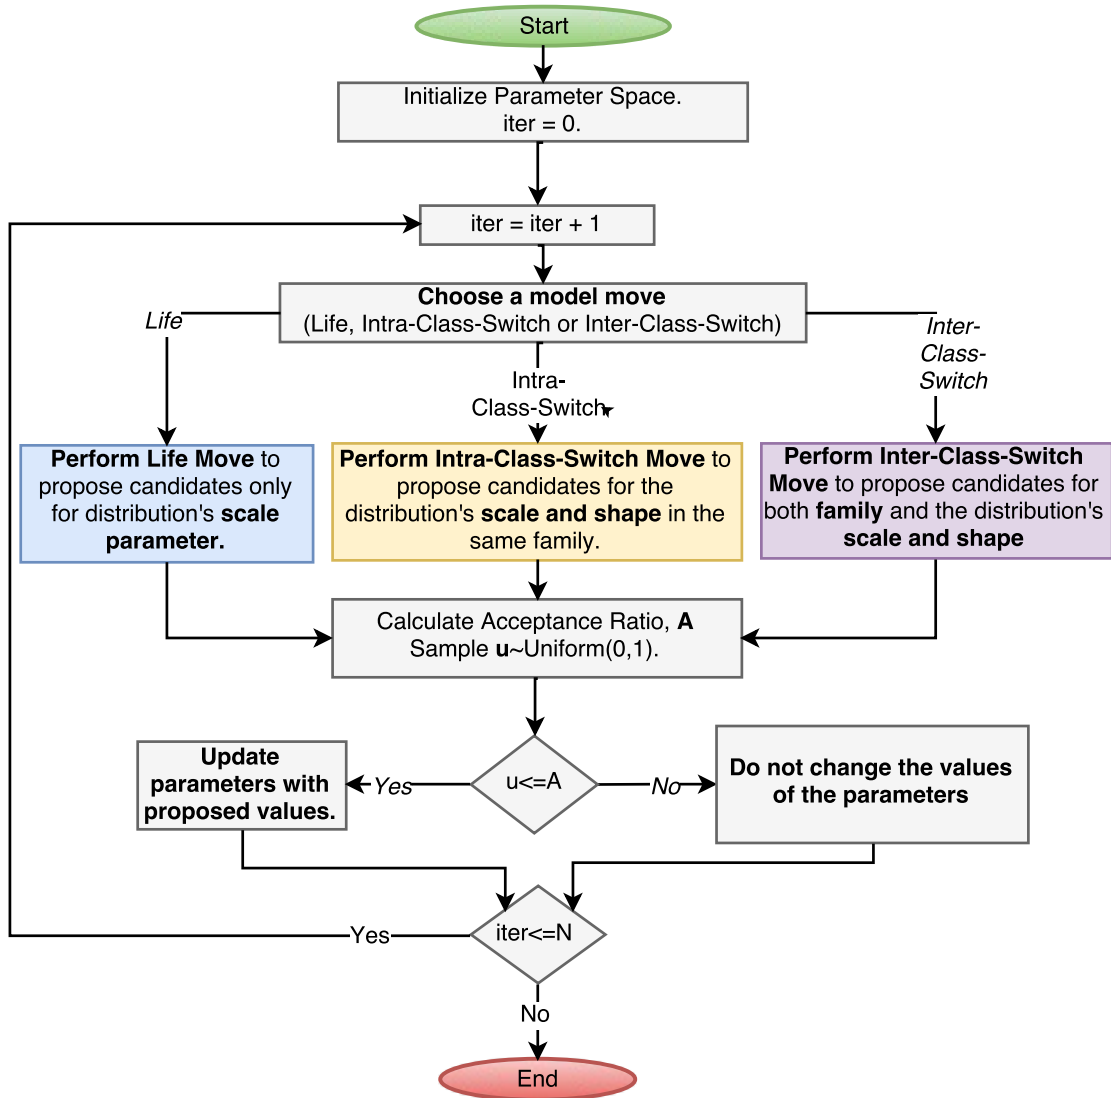 Start
Initialize Parameter Space.
iter = 0.
iter = iter + 1
Choose a model move
(Life, Intra-Class-Switch or Inter-Class-Switch)
Life
Intra-
Class-Switch
Inter-
Class-
Switch
Perform Life Move to
propose candidates only
for distribution's scale
parameter.
Perform Intra-Class-Switch Move to
propose candidates for the
distribution's scale and shape in the
same family.
Perform Inter-Class-Switch
Move to propose candidates for
both family and the distribution's
scale and shape
Calculate Acceptance Ratio, A
Sample u~Uniform(0,1).
u<=A
Yes
No
Update
parameters with
proposed values.
Do not change the values
of the parameters
iter<=N
Yes
No
End